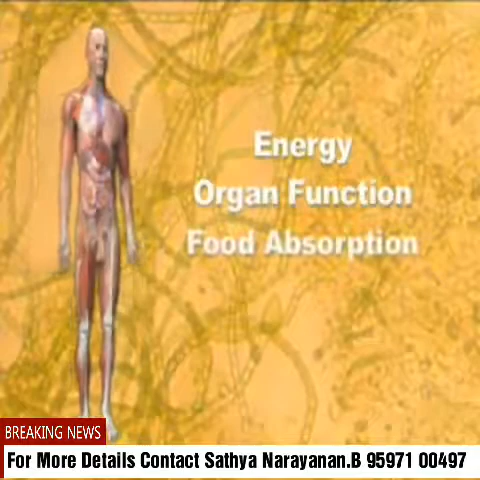 Energy
Organ Function
Food Absorption
BREAKING NEWS
For More Details Contact Sathya Narayanan.B 95971 00497